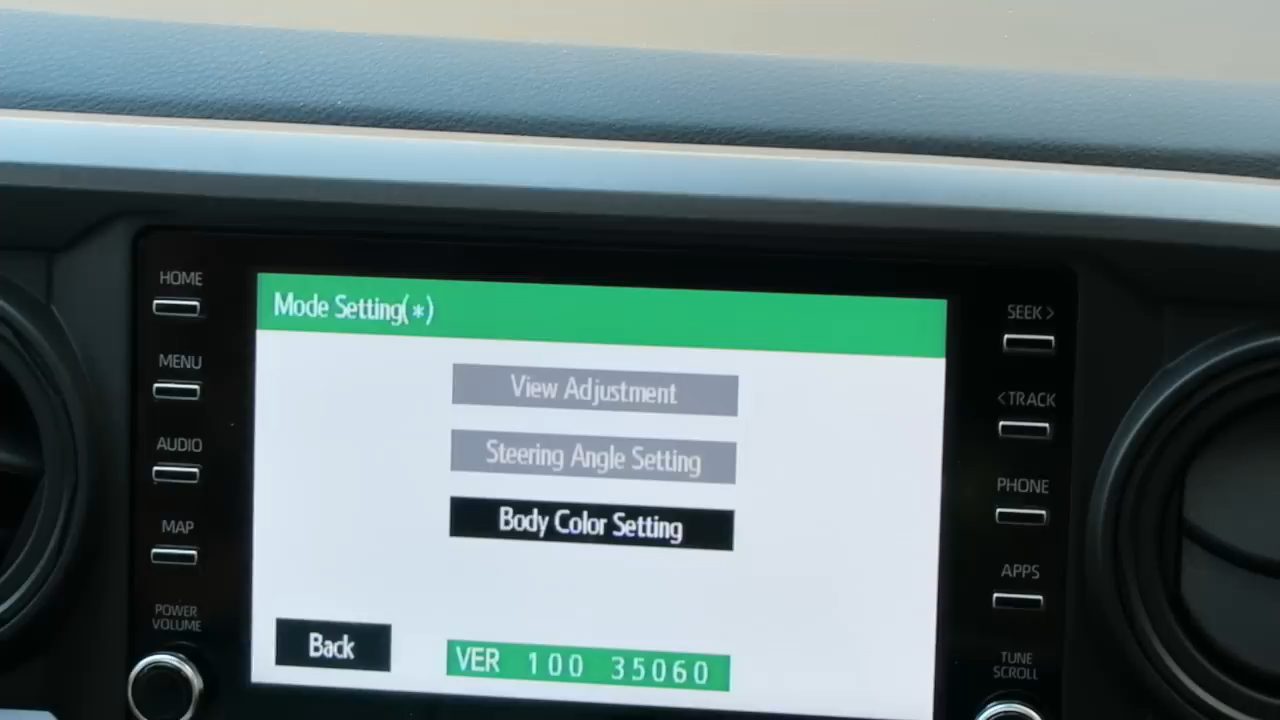 HOME
MENU
AUDIO
MAP
POWER
VOLUME
Mode Setting(*)
View Adjustment
Steering Angle Setting
Body Color Setting
Back
VER 100 35060
SEEK >
< TRACK
PHONE
APPS
TUNE
SCROLL